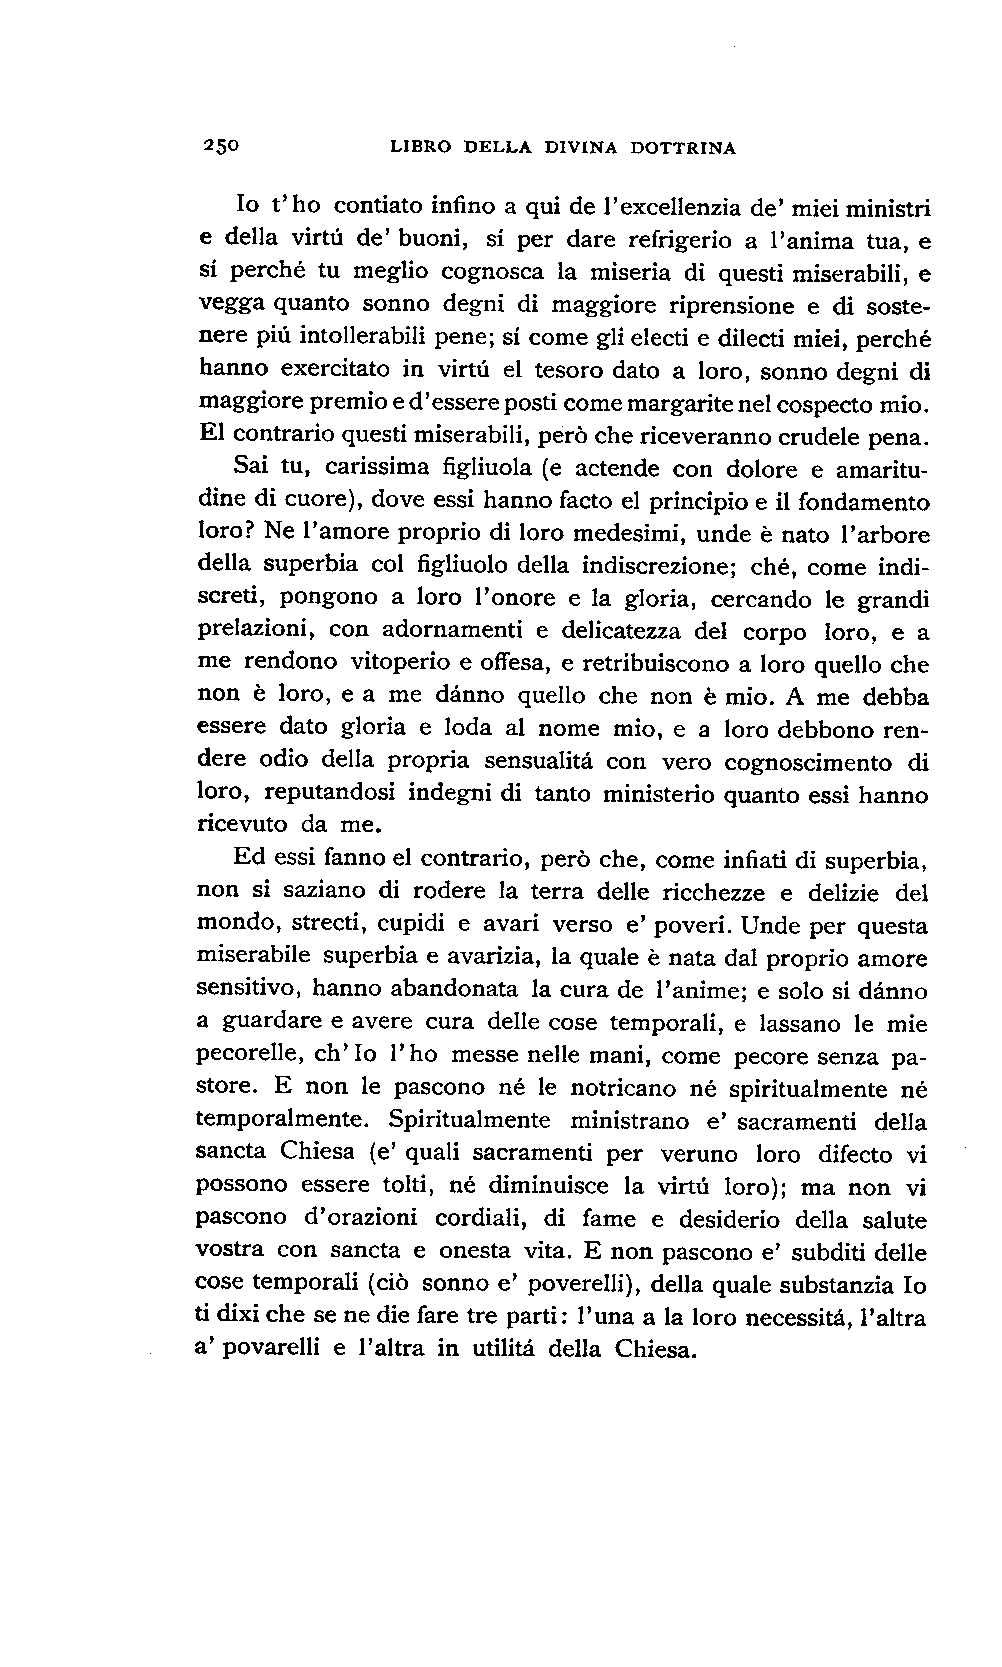 250 LIBRO DELLA DIVINA DOTTRINA
Io t'ho contiato infino a qui de l'excellenzia de' miei ministri
e della virtú de' buoni, sí per dare refrigerio a l'anima tua, e
sí perché tu meglio cognosca la miseria di questi miserabili, e
vegga quanto sonno degni di maggiore riprensione e di soste-
nere piú intollerabili pene; sí come gli electi e dilecti miei, perché
hanno exercitato in virtú el tesoro dato a loro, sonno degni di
maggiore premio e d'essere posti come margarite nel cospecto mio.
El contrario questi miserabili, però che riceveranno crudele pena.
Sai tu, carissima figliuola (e actende con dolore e amaritu-
dine di cuore), dove essi hanno facto el principio e il fondamento
loro? Ne l'amore proprio di loro medesimi, unde è nato l'arbore
della superbia col figliuolo della indiscrezione; ché, come indi-
screti, pongono a loro l'onore e la gloria, cercando le grandi
prelazioni, con adornamenti e delicatezza del corpo loro, e a
me rendono vitoperio e offesa, e retribuiscono a loro quello che
non è loro, e a me dánno quello che non è mio. A me debba
essere dato gloria e loda al nome mio, e a loro debbono ren-
dere odio della propria sensualitá con vero cognoscimento di
loro, reputandosi indegni di tanto ministerio quanto essi hanno
ricevuto da me.
Ed essi fanno el contrario, però che, come infiati di superbia,
non si saziano di rodere la terra delle ricchezze e delizie del
mondo, strecti, cupidi e avari verso e' poveri. Unde per questa
miserabile superbia e avarizia, la quale è nata dal proprio amore
sensitivo, hanno abandonata la cura de l'anime; e solo si dánno
a guardare e avere cura delle cose temporali, e lassano le mie
pecorelle, ch'Io l'ho messe nelle mani, come pecore senza pa-
store. E non le pascono né le notricano né spiritualmente né
temporalmente. Spiritualmente ministrano e' sacramenti della
sancta Chiesa (e' quali sacramenti per veruno loro difecto vi
possono essere tolti, né diminuisce la virtú loro); ma non vi
pascono d'orazioni cordiali, di fame e desiderio della salute
vostra con sancta e onesta vita. E non pascono e' subditi delle
cose temporali (ciò sonno e' poverelli), della quale substanzia Io
ti dixi che se ne die fare tre parti: l'una a la loro necessitá, l'altra
a' povarelli e l'altra in utilitá della Chiesa.